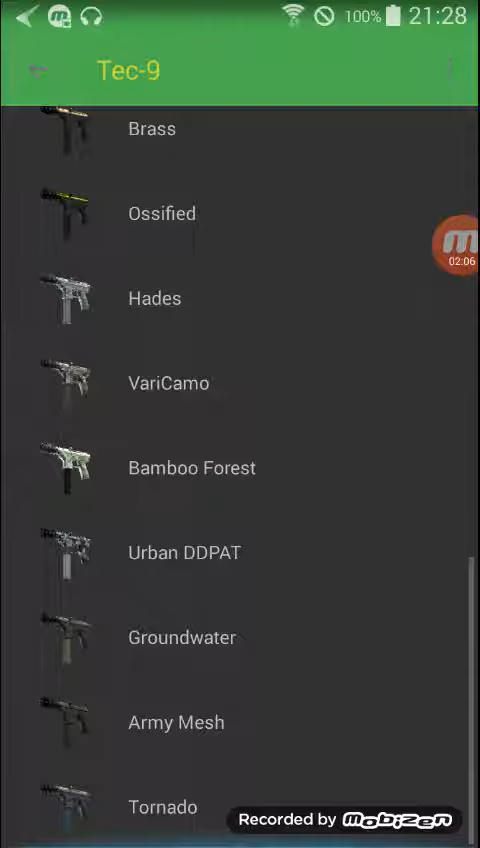 100% 21:28
Tec-9
Brass
Ossified
Hades
02:06
VariCamo
Bamboo Forest
Urban DDPAT
Groundwater
Army Mesh
Tornado
Recorded by Mobizen